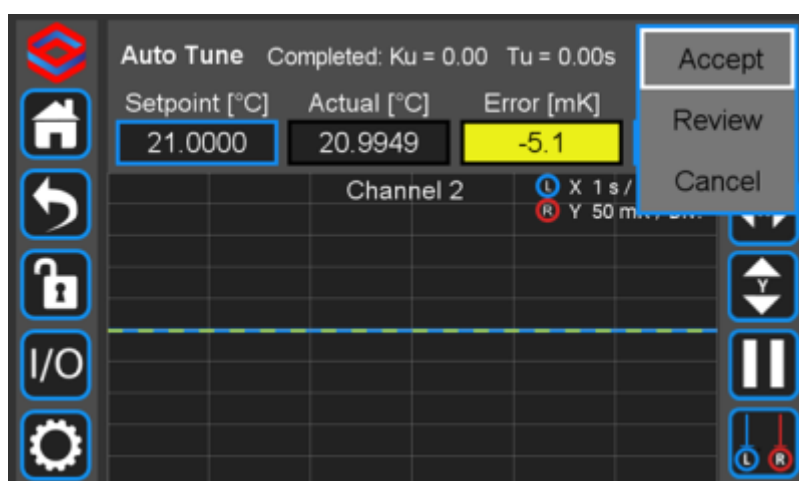 Auto Tune Completed: Ku = 0.00 Tu = 0.00s
Accept
Review
Cancel
Setpoint [°C] Actual [°C] Error [mK]
21.0000 20.9949 -5.1
Channel 2
L X 1 s /
R Y 50
Y
I/O
L R